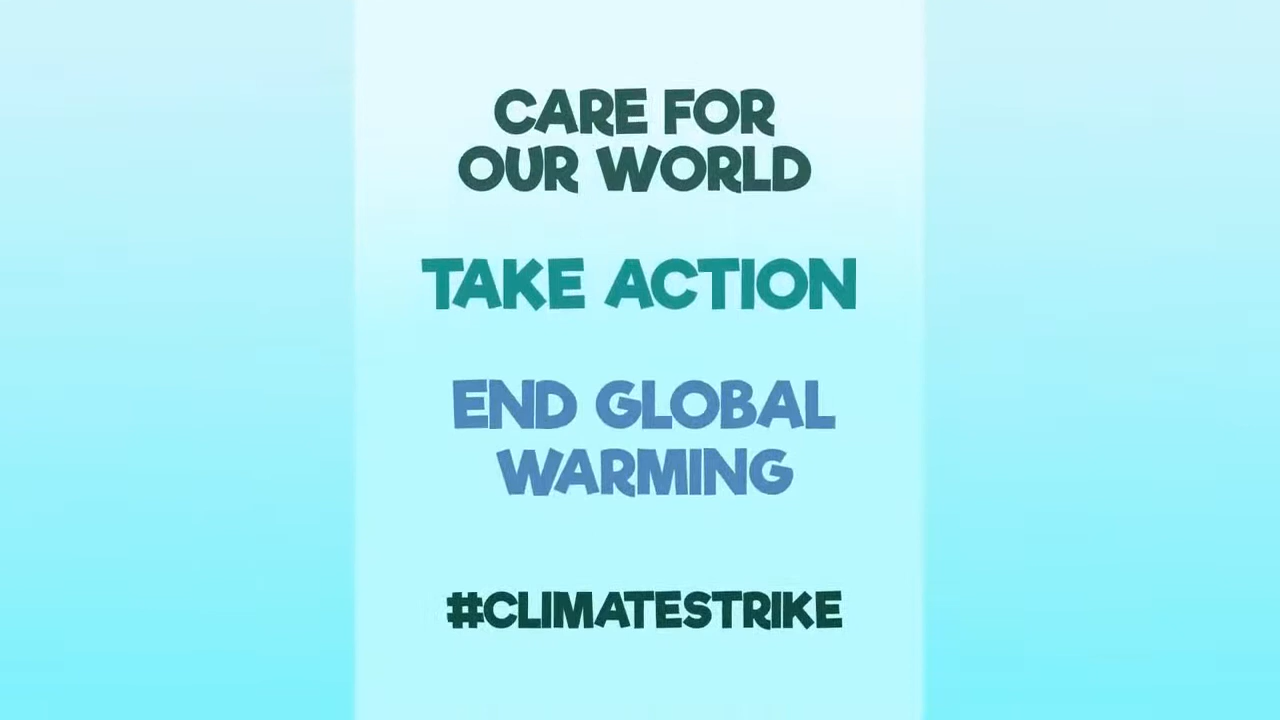 CARE FOR
OUR WORLD
TAKE ACTION
END GLOBAL
WARMING
#CLIMATESTRIKE